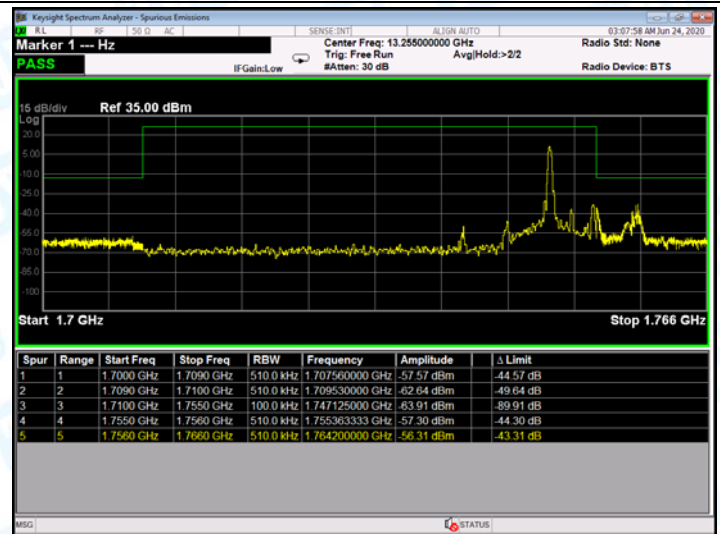 Keysight Spectrum Analyzer - Spurious Emissions
RL RF 50 Ω AC SENSE:INT ALIGN AUTO 03:07:58 AM Jun 24, 2020
Marker 1 --- Hz Center Freq: 13.255000000 GHz Radio Std: None
Trig: Free Run Avg|Hold:>2/2
PASS IFGain:Low #Atten: 30 dB Radio Device: BTS
15 dB/div Ref 35.00 dBm
Log
20.0
5.00
-10.0
-25.0
-40.0
-55.0
-70.0
-85.0
-100
Start 1.7 GHz Stop 1.766 GHz
Spur Range Start Freq Stop Freq RBW Frequency Amplitude Δ Limit
1 1 1.7000 GHz 1.7090 GHz 510.0 kHz 1.707560000 GHz -57.57 dBm -44.57 dB
2 2 1.7090 GHz 1.7100 GHz 510.0 kHz 1.709530000 GHz -62.64 dBm -49.64 dB
3 3 1.7100 GHz 1.7550 GHz 100.0 kHz 1.747125000 GHz -63.91 dBm -89.91 dB
4 4 1.7550 GHz 1.7560 GHz 510.0 kHz 1.755363333 GHz -57.30 dBm -44.30 dB
5 5 1.7560 GHz 1.7660 GHz 510.0 kHz 1.764200000 GHz -56.31 dBm -43.31 dB
MSG STATUS